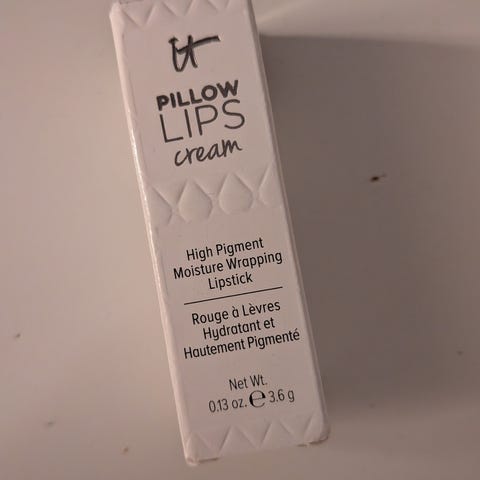 it
PILLOW
LIPS
cream
High Pigment
Moisture Wrapping
Lipstick
Rouge à Lèvres
Hydratant et
Hautement Pigmenté
Net Wt.
0.13 oz. ℮ 3.6 g